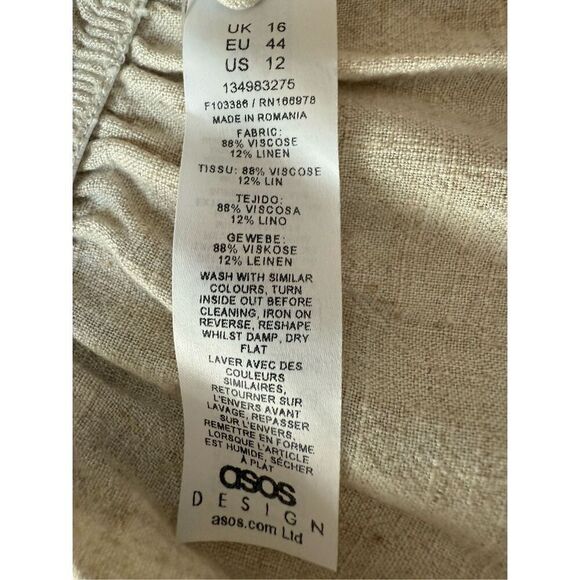 UK 16
EU 44
US 12
134983275
F103386 / RN166978
MADE IN ROMANIA
FABRIC:
88% VISCOSE
12% LINEN
TISSU: 88% VISCOSE
12% LIN
TEJIDO:
88% VISCOSA
12% LINO
GEWEBE:
88% VISKOSE
12% LEINEN
WASH WITH SIMILAR
COLOURS, TURN
INSIDE OUT BEFORE
CLEANING, IRON ON
REVERSE, RESHAPE
WHILST DAMP, DRY
FLAT
LAVER AVEC DES
COULEURS
SIMILAIRES,
RETOURNER SUR
L'ENVERS AVANT
LAVAGE, REPASSER
SUR L'ENVERS,
REMETTRE EN FORME
LORSQUE L'ARTICLE
EST HUMIDE, SÉCHER
À PLAT
asos
DESIGN
asos.com Ltd